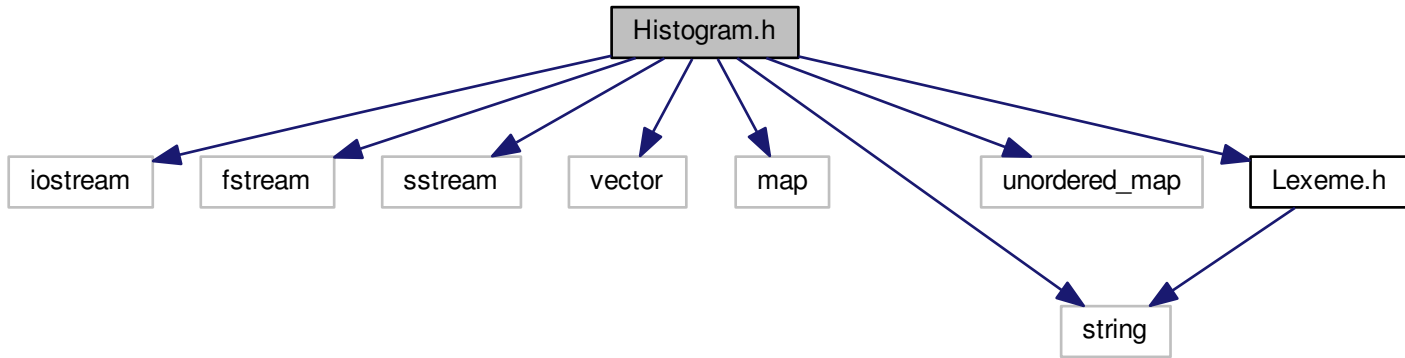 Histogram.h
iostream
fstream
sstream
vector
map
unordered_map
Lexeme.h
string